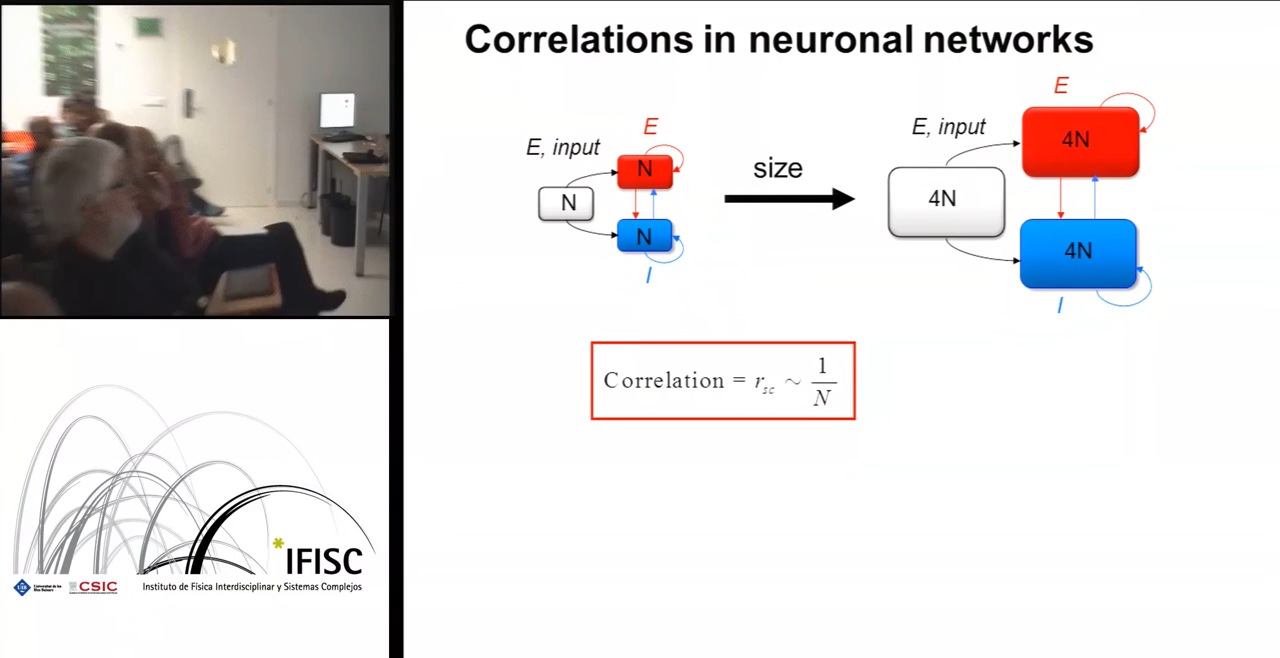 Correlations in neuronal networks
E, input
N
E
N
N
I
size
E, input
4N
E
4N
4N
I
Correlation = r_sc ~ 1/N
IFISC
CSIC
Instituto de Física Interdisciplinar y Sistemas Complejos